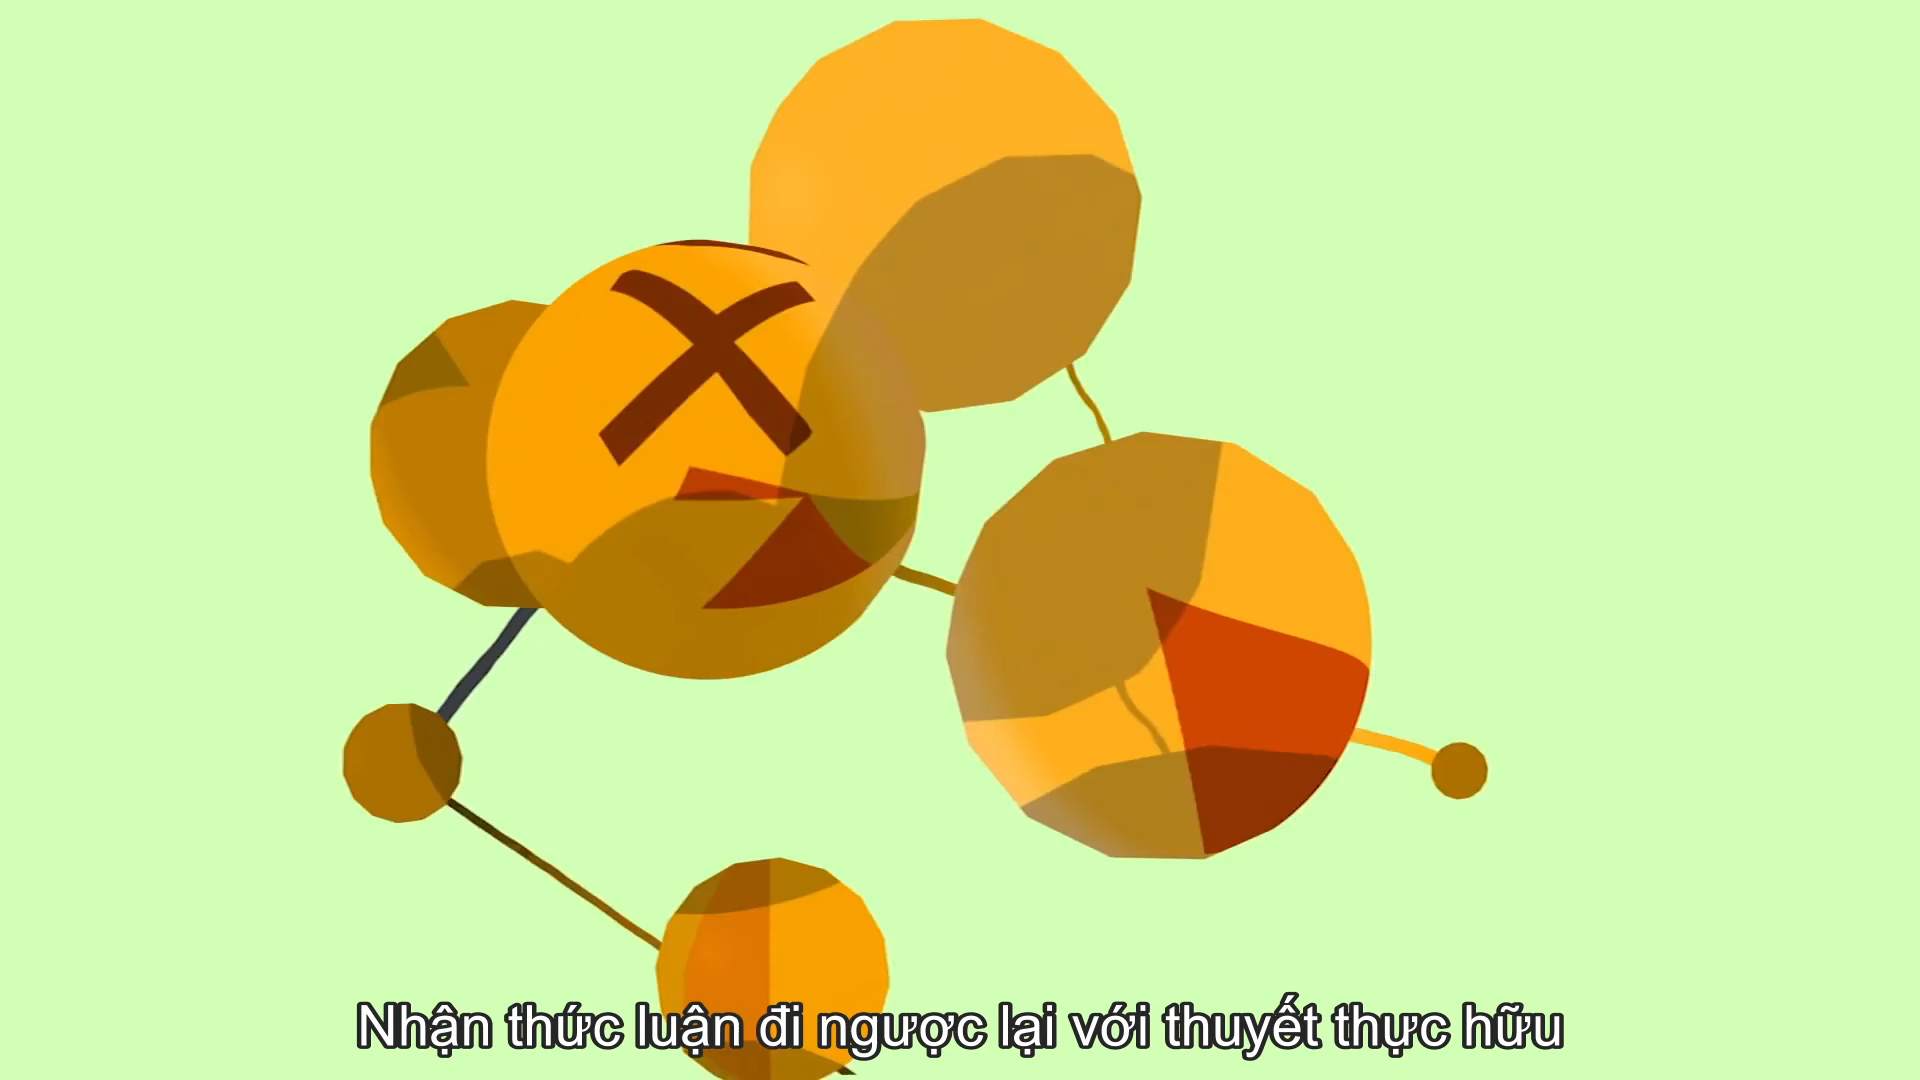 Nhận thức luận đi ngược lại với thuyết thực hữu